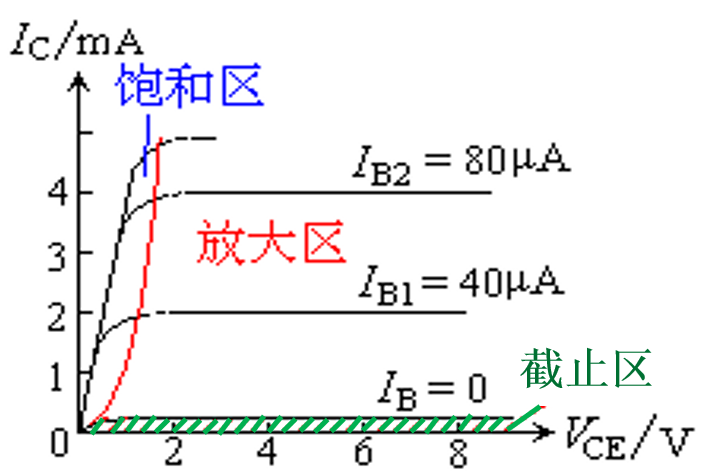 I_C/mA
饱和区
4
3
2
1
0
I_B2 = 80μA
放大区
I_B1 = 40μA
截止区
I_B = 0
2 4 6 8
V_CE/V